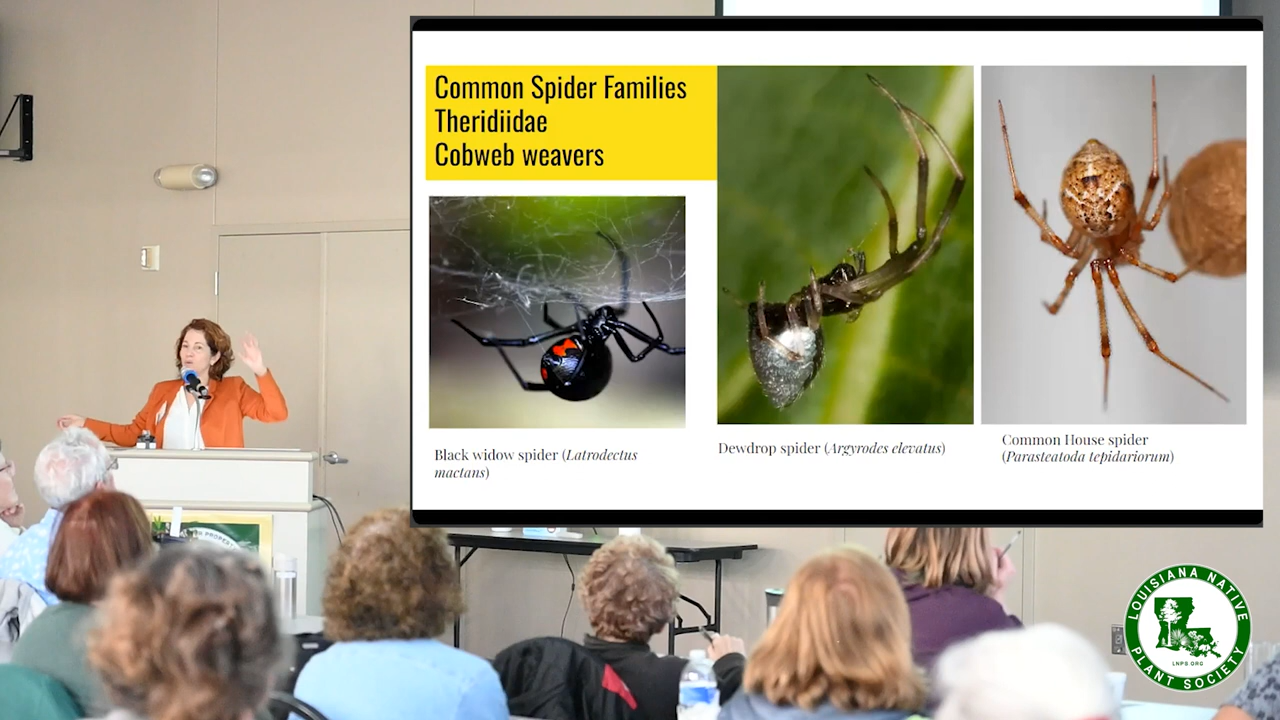 Common Spider Families
Theridiidae
Cobweb weavers
Black widow spider (Latrodectus
mactans)
Dewdrop spider (Argyrodes elevatus)
Common House spider
(Parasteatoda tepidariorum)
LOUISIANA NATIVE
PLANT SOCIETY
LNPS.ORG